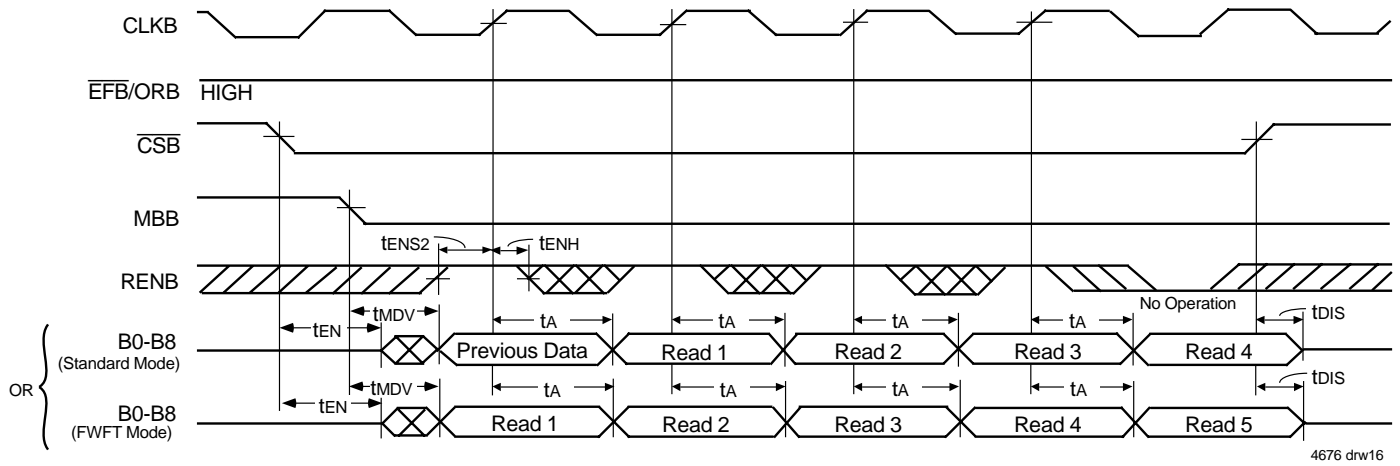 CLKB
EFB/ORB HIGH
CSB
MBB
tENS2 tENH
RENB
No Operation
tEN tMDV tA tA tA tA tDIS
B0-B8 Previous Data Read 1 Read 2 Read 3 Read 4
(Standard Mode)
OR
tEN tMDV tA tA tA tA tDIS
B0-B8 Read 1 Read 2 Read 3 Read 4 Read 5
(FWFT Mode)
4676 drw16